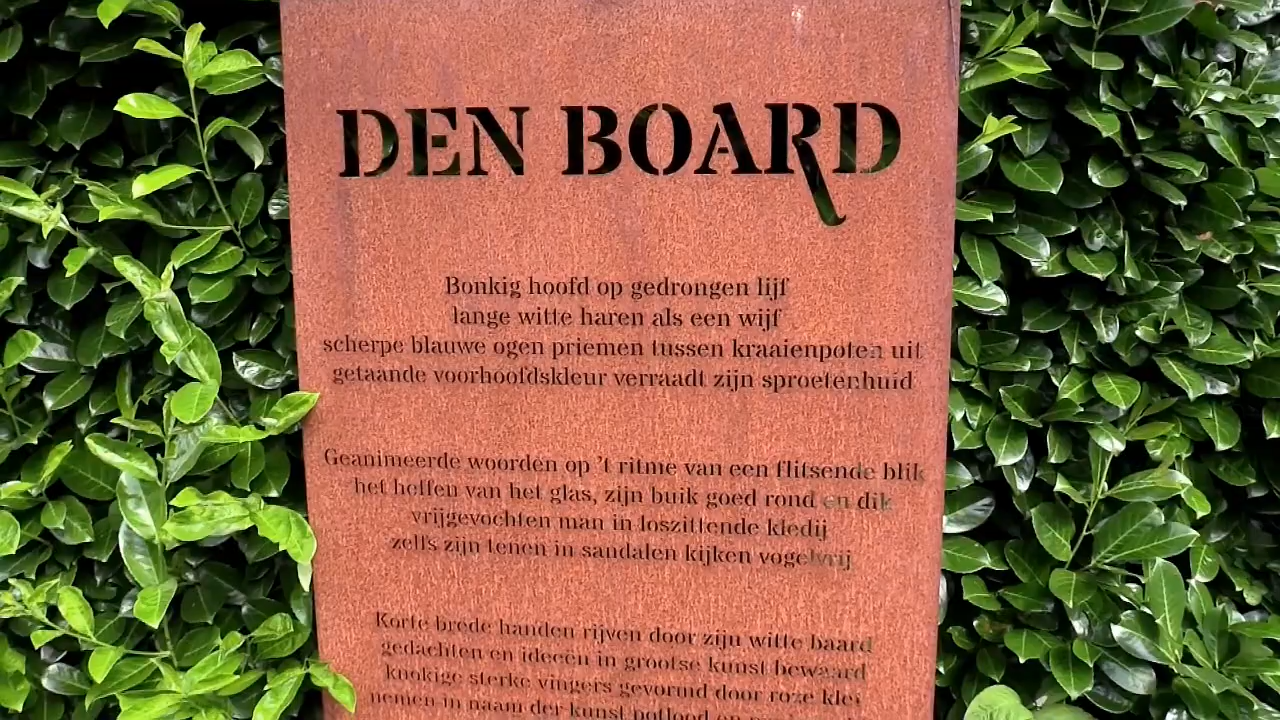 DEN BOARD
Bonkig hoofd op gedrongen lijf
lange witte haren als een wijf
scherpe blauwe ogen priemen tussen kraaienpoten uit
getaande voorhoofdskleur verraadt zijn sproetenhuid
Geanimeerde woorden op 't ritme van een flitsende blik
het heffen van het glas, zijn buik goed rond en dik
vrijgevochten man in loszittende kledij
zelfs zijn tenen in sandalen kijken vogelvrij
Korte brede handen rijven door zijn witte baard
gedachten en ideeën in grootse kunst bewaard
knokige sterke vingers gevormd door roze klei
nemen in naam der kunst potlood en